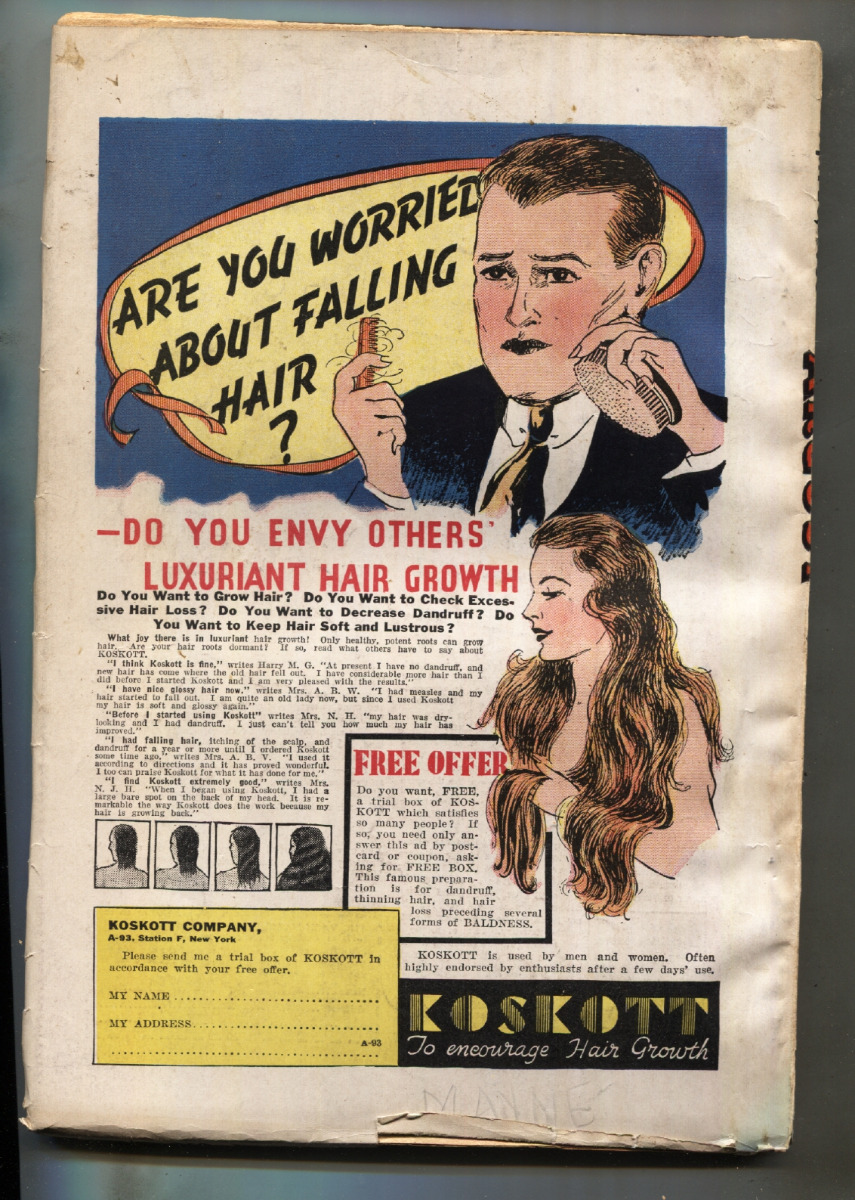 ARE YOU WORRIED
ABOUT FALLING
HAIR
?
—DO YOU ENVY OTHERS'
LUXURIANT HAIR GROWTH
Do You Want to Grow Hair? Do You Want to Check Exces-
sive Hair Loss? Do You Want to Decrease Dandruff? Do
You Want to Keep Hair Soft and Lustrous?
What joy there is in luxuriant hair growth! Only healthy, potent roots can grow
hair. Are your hair roots dormant? If so, read what others have to say about
KOSKOTT.
"I think Koskott is fine," writes Harry M. G. "At present I have no dandruff, and
new hair has come where the old hair fell out. I have considerable more hair than I
did before I started Koskott and I am very pleased with the results."
"I have nice glossy hair now," writes Mrs. A. B. W. "I had measles and my
hair started to fall out. I am quite an old lady now, but since I used Koskott
my hair is soft and glossy again."
"Before I started using Koskott" writes Mrs. N. H. "my hair was dry-
looking and I had dandruff. I just can't tell you how much my hair has
improved."
"I had falling hair, itching of the scalp, and
dandruff for a year or more until I ordered Koskott
some time ago," writes Mrs. A. B. V. "I used it
according to directions and it has proved wonderful.
I too can praise Koskott for what it has done for me."
"I find Koskott extremely good," writes Mrs.
N. J. H. "When I began using Koskott, I had a
large bare spot on the back of my head. It is re-
markable the way Koskott does the work because my
hair is growing back."
FREE OFFER
Do you want, FREE,
a trial box of KOS-
KOTT which satisfies
so many people? If
so, you need only an-
swer this ad by post-
card or coupon, ask-
ing for FREE BOX.
This famous prepara-
tion is for dandruff,
thinning hair, and hair
loss preceding several
forms of BALDNESS.
KOSKOTT COMPANY,
A-93, Station F, New York
Please send me a trial box of KOSKOTT in
accordance with your free offer.
MY NAME
MY ADDRESS
A-93
KOSKOTT is used by men and women. Often
highly endorsed by enthusiasts after a few days' use.
KOSKOTT
To encourage Hair Growth